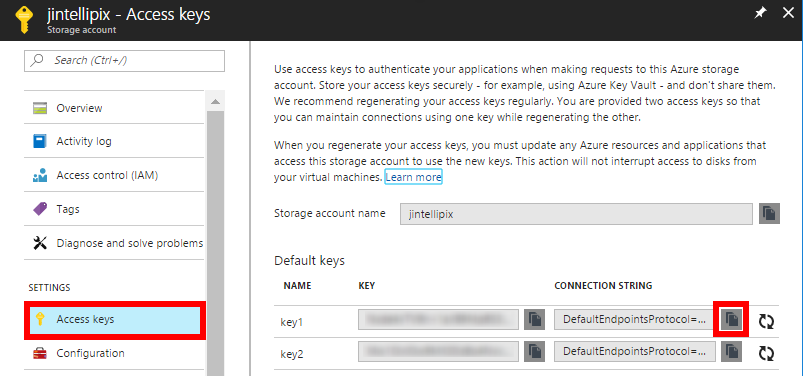 jintellipix - Access keys
Storage account
Search (Ctrl+/)
Overview
Activity log
Access control (IAM)
Tags
Diagnose and solve problems
SETTINGS
Access keys
Configuration
Use access keys to authenticate your applications when making requests to this Azure storage
account. Store your access keys securely - for example, using Azure Key Vault - and don't share them.
We recommend regenerating your access keys regularly. You are provided two access keys so that
you can maintain connections using one key while regenerating the other.
When you regenerate your access keys, you must update any Azure resources and applications that
access this storage account to use the new keys. This action will not interrupt access to disks from
your virtual machines. Learn more
Storage account name jintellipix
Default keys
NAME KEY CONNECTION STRING
key1 DefaultEndpointsProtocol=...
key2 DefaultEndpointsProtocol=...